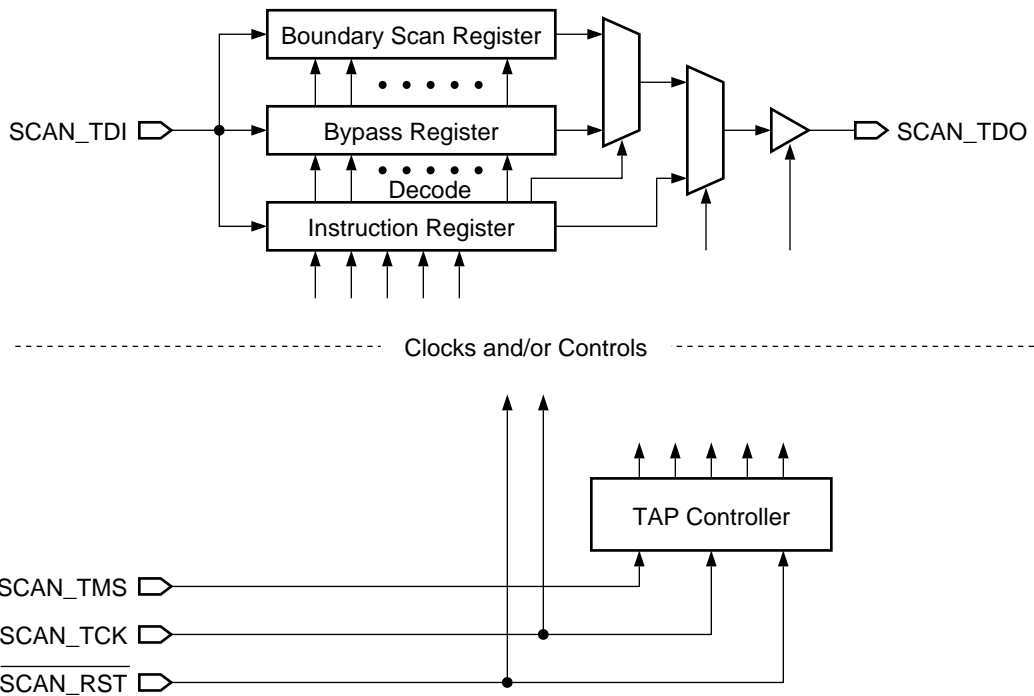 Boundary Scan Register
SCAN_TDI
Bypass Register
SCAN_TDO
Decode
Instruction Register
Clocks and/or Controls
TAP Controller
SCAN_TMS
SCAN_TCK
SCAN_RST